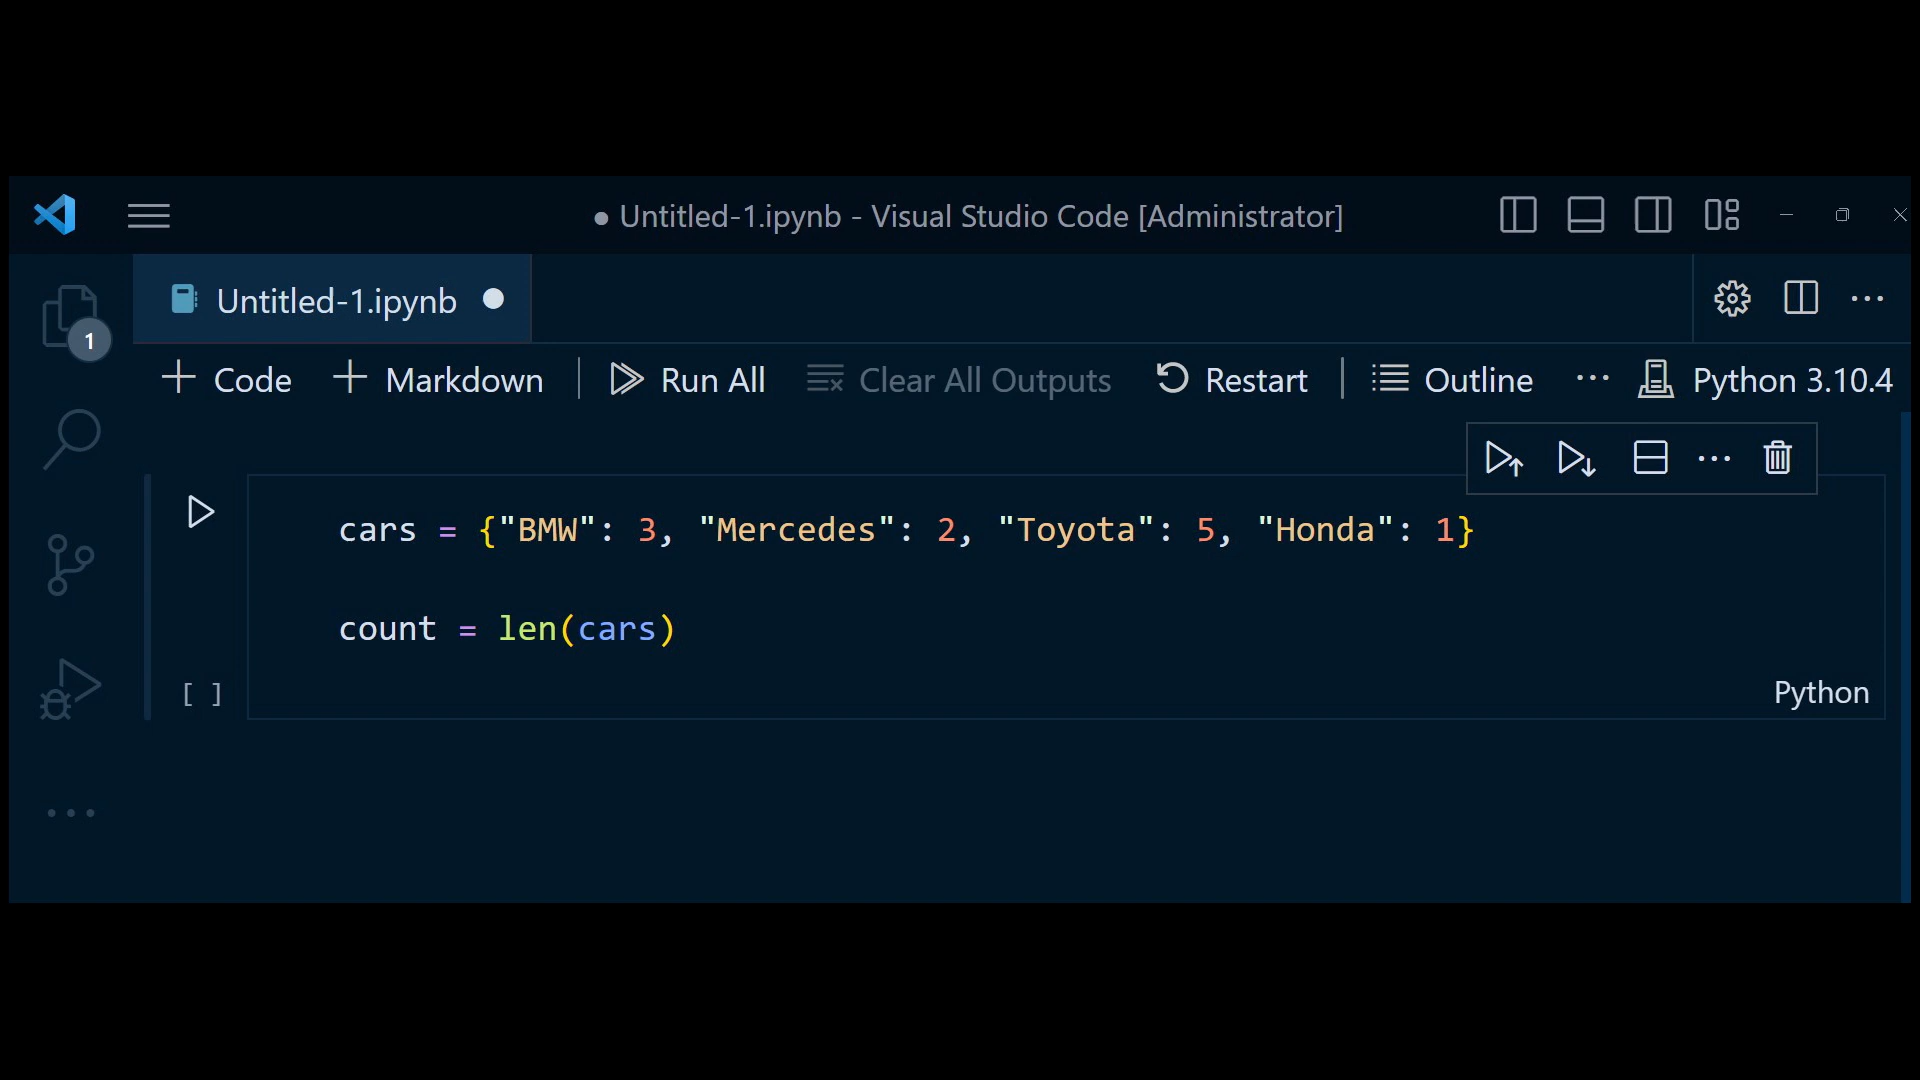 ● Untitled-1.ipynb - Visual Studio Code [Administrator]
Untitled-1.ipynb
1
Code Markdown Run All Clear All Outputs Restart Outline ... Python 3.10.4
cars = {"BMW": 3, "Mercedes": 2, "Toyota": 5, "Honda": 1}
count = len(cars)
[ ]
Python